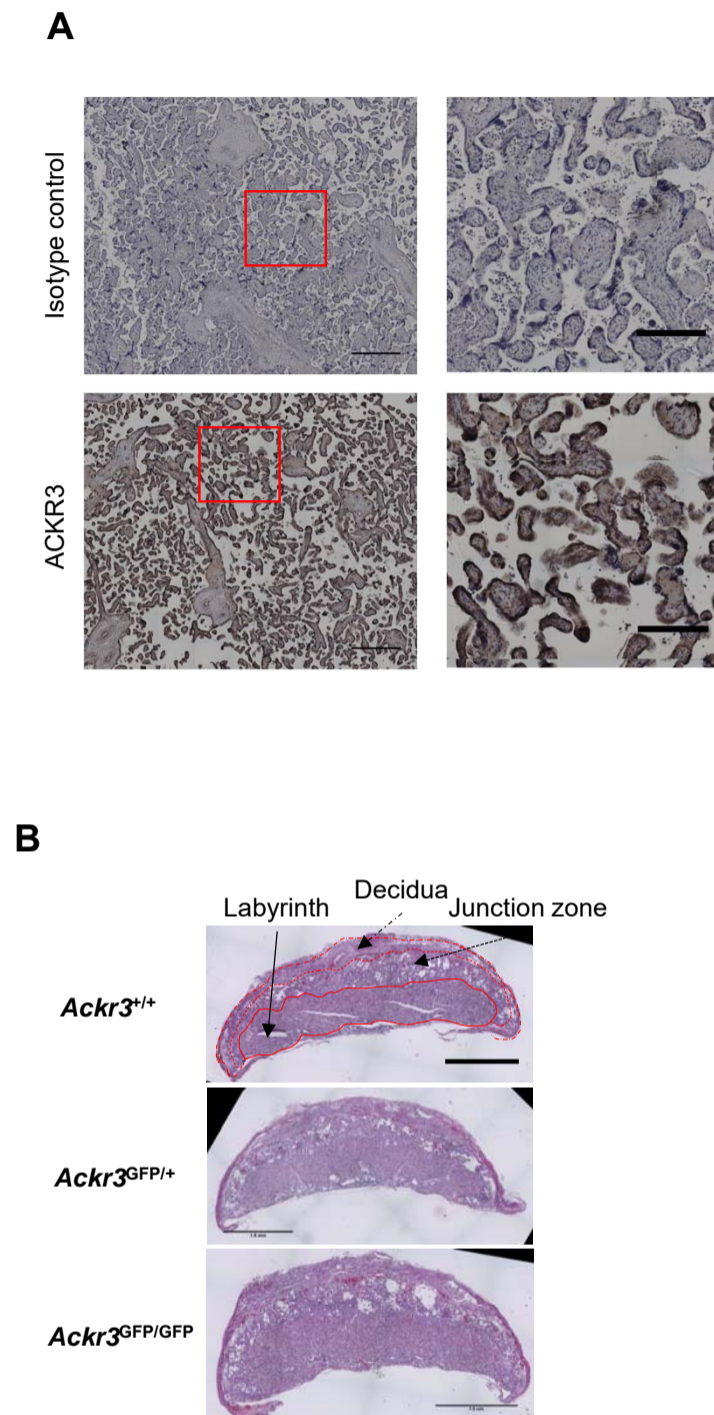 A
Isotype control
ACKR3
B
Decidua
Labyrinth
Junction zone
Ackr3+/+
Ackr3GFP/+
Ackr3GFP/GFP